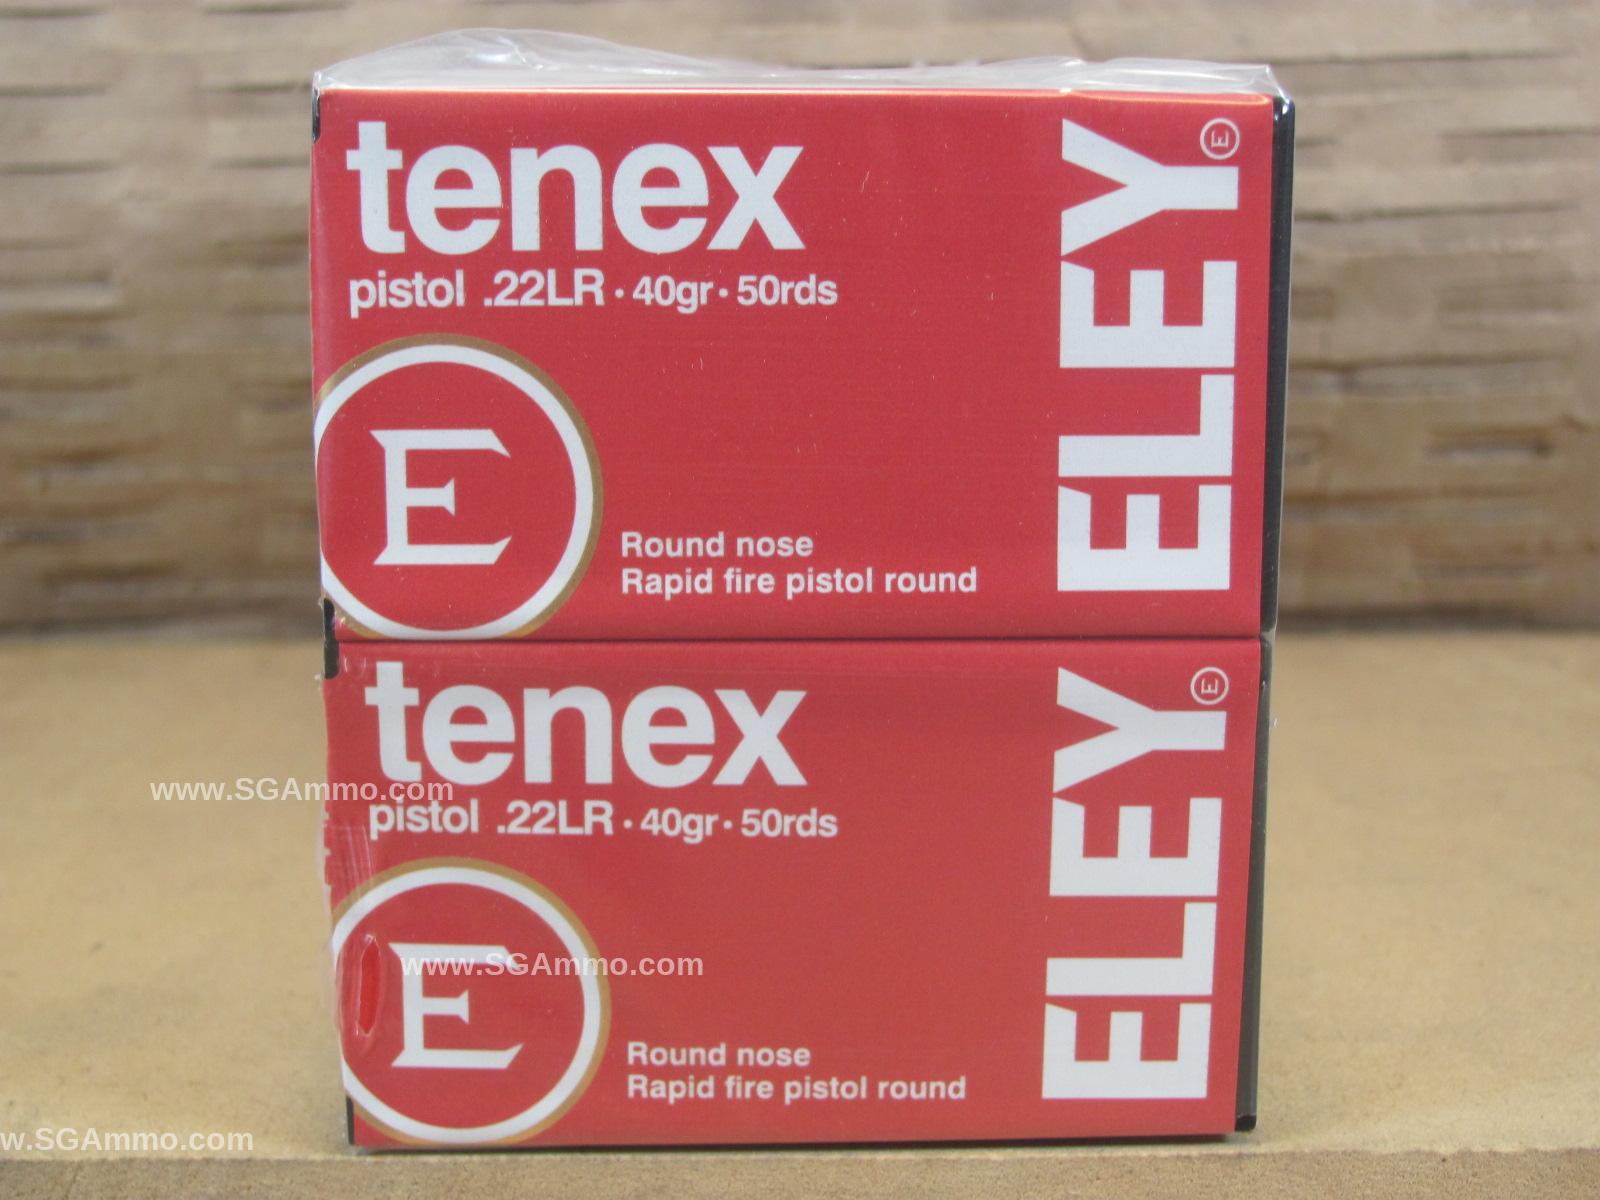 tenex
pistol .22LR · 40gr · 50rds
E
Round nose
Rapid fire pistol round
ELEY
E
tenex
www.SGAmmo.com
pistol .22LR · 40gr · 50rds
E
www.SGAmmo.com
Round nose
Rapid fire pistol round
ELEY
E
w.SGAmmo.com